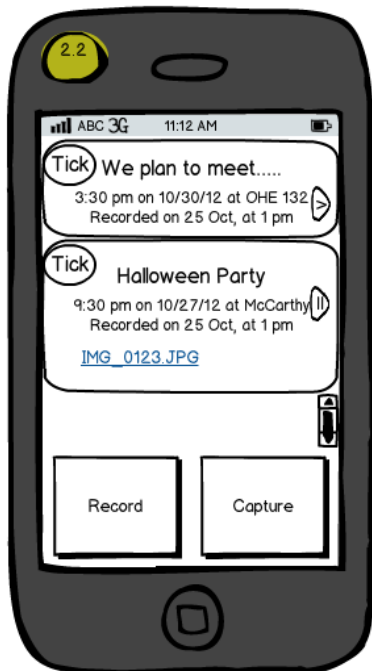 2.2
ABC 3G 11:12 AM
Tick
We plan to meet.....
3:30 pm on 10/30/12 at OHE 132
>
Recorded on 25 Oct, at 1 pm
Tick
Halloween Party
9:30 pm on 10/27/12 at McCarthy
||
Recorded on 25 Oct, at 1 pm
IMG_0123.JPG
Record
Capture